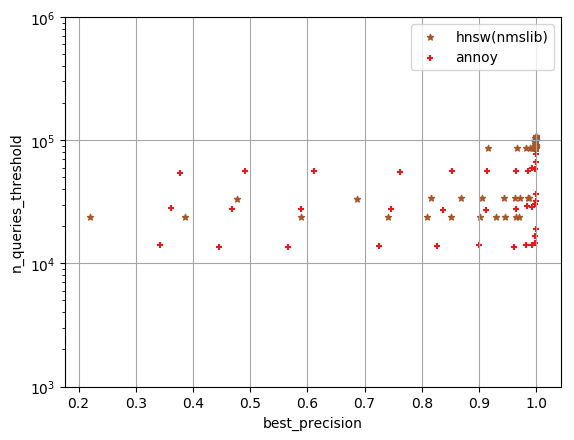 hnsw(nmslib)
annoy
n_queries_threshold
10^6
10^5
10^4
10^3
0.2 0.3 0.4 0.5 0.6 0.7 0.8 0.9 1.0
best_precision